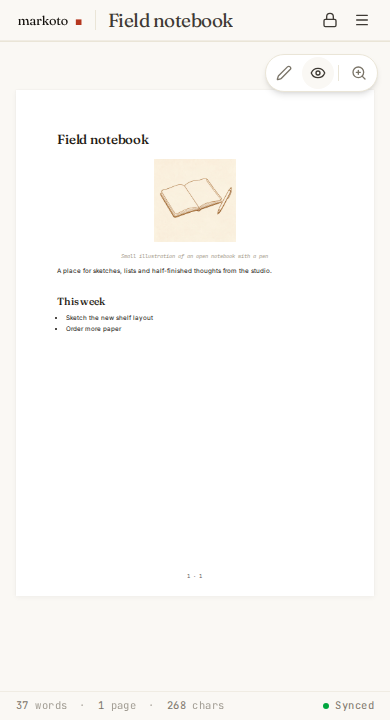 markoto
Field notebook
Field notebook
Small illustration of an open notebook with a pen
A place for sketches, lists and half-finished thoughts from the studio.
This week
• Sketch the new shelf layout
• Order more paper
1 - 1
37 words · 1 page · 268 chars
Synced